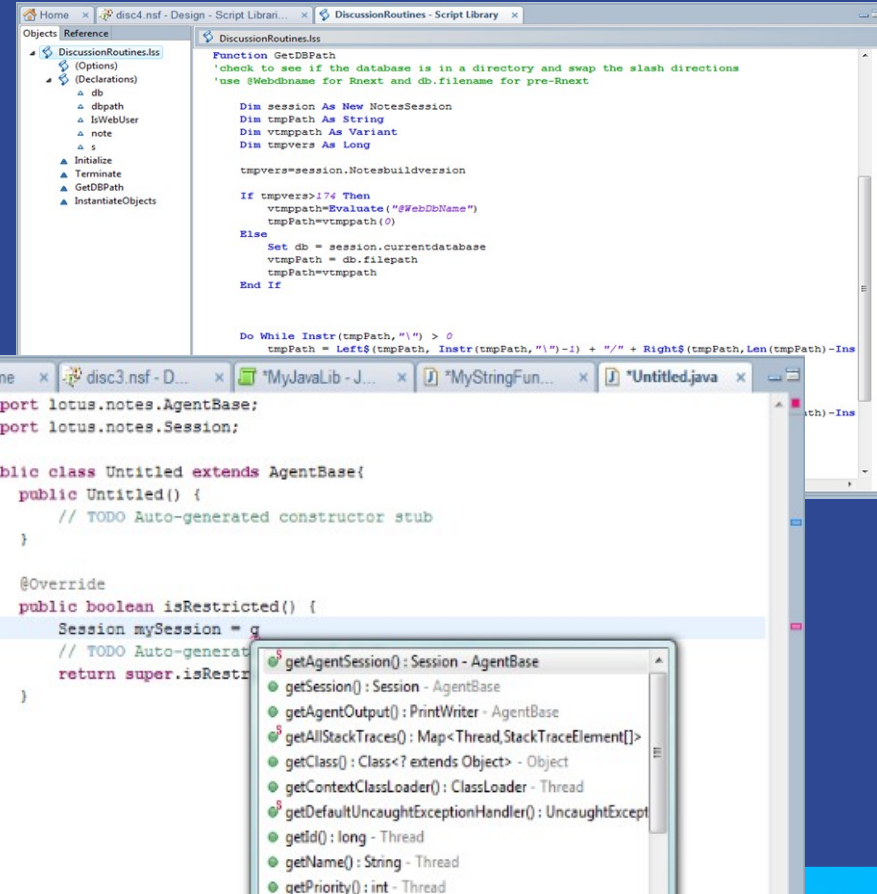 Home
disc4.nsf - Design - Script Librari...
DiscussionRoutines - Script Library
Objects Reference
DiscussionRoutines.lss
(Options)
(Declarations)
db
dbpath
IsWebUser
note
s
Initialize
Terminate
GetDBPath
InstantiateObjects
DiscussionRoutines.lss
Function GetDBPath
'check to see if the database is in a directory and swap the slash directions
'use @Webdbname for Rnext and db.filename for pre-Rnext
Dim session As New NotesSession
Dim tmpPath As String
Dim vtmppath As Variant
Dim tmpvers As Long
tmpvers=session.Notesbuildversion
If tmpvers>174 Then
vtmppath=Evaluate("@WebDbName")
tmpPath=vtmppath(0)
Else
Set db = session.currentdatabase
vtmpPath = db.filepath
tmpPath=vtmppath
End If
Do While Instr(tmpPath,"\") > 0
tmpPath = Left$(tmpPath, Instr(tmpPath,"\")-1) + "/" + Right$(tmpPath,Len(tmpPath)-Ins
th)-Ins
me
disc3.nsf - D...
*MyJavaLib - J...
*MyStringFun...
*Untitled.java
port lotus.notes.AgentBase;
port lotus.notes.Session;
blic class Untitled extends AgentBase{
public Untitled() {
// TODO Auto-generated constructor stub
}
@Override
public boolean isRestricted() {
Session mySession = g
// TODO Auto-generat
return super.isRestr
}
getAgentSession() : Session - AgentBase
getSession() : Session - AgentBase
getAgentOutput() : PrintWriter - AgentBase
getAllStackTraces() : Map<Thread,StackTraceElement[]>
getClass() : Class<? extends Object> - Object
getContextClassLoader() : ClassLoader - Thread
getDefaultUncaughtExceptionHandler() : UncaughtExcept
getId() : long - Thread
getName() : String - Thread
getPriority() : int - Thread